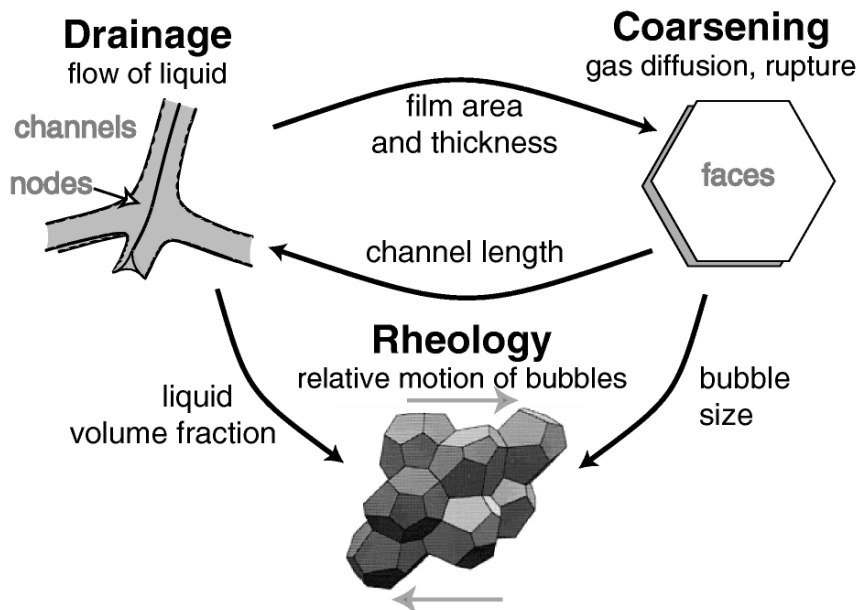 Drainage
flow of liquid
channels
nodes
film area
and thickness
Coarsening
gas diffusion, rupture
faces
channel length
Rheology
relative motion of bubbles
liquid
volume fraction
bubble
size